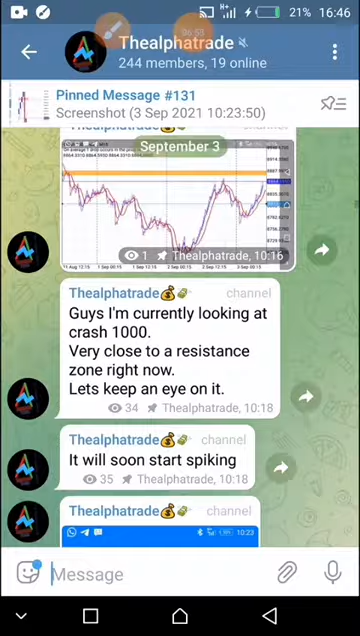 21% 16:46
06:53
Thealphatrade
244 members, 19 online
Pinned Message #131
Screenshot (3 Sep 2021 10:23:50)
Thealphatrade channel
September 3
1 10:16
Thealphatrade channel
Guys I'm currently looking at
crash 1000.
Very close to a resistance
zone right now.
Lets keep an eye on it.
34 Thealphatrade, 10:18
Thealphatrade channel
It will soon start spiking
35 Thealphatrade, 10:18
Thealphatrade channel
10:23
Message